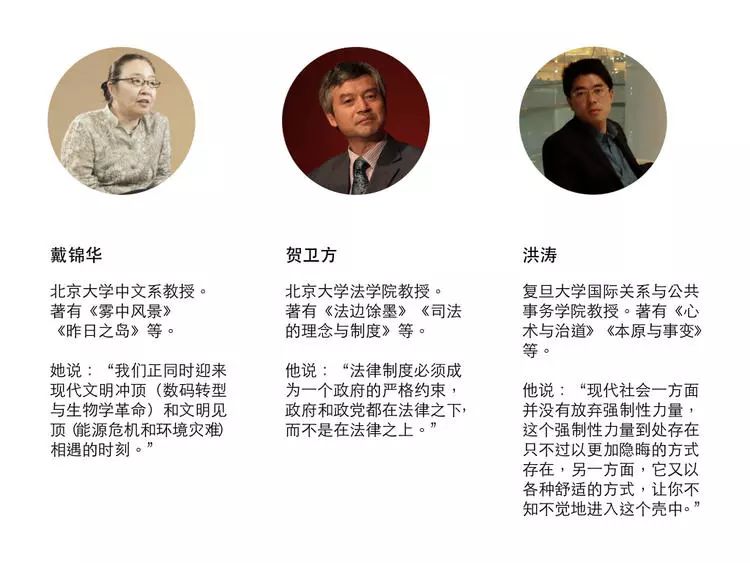 戴锦华
北京大学中文系教授。
著有《雾中风景》
《昨日之岛》等。
她说：“我们正同时迎来
现代文明冲顶（数码转型
与生物学革命）和文明见
顶（能源危机和环境灾难）
相遇的时刻。”
贺卫方
北京大学法学院教授。
著有《法边馀墨》《司法
的理念与制度》等。
他说：“法律制度必须成
为一个政府的严格约束，
政府和政党都在法律之下，
而不是在法律之上。”
洪涛
复旦大学国际关系与公共
事务学院教授。著有《心
术与治道》《本原与事变》
等。
他说：“现代社会一方面
并没有放弃强制性力量，
这个强制性力量到处存在
只不过以更加隐晦的方式
存在，另一方面，它又以
各种舒适的方式，让你不
知不觉地进入这个壳中。”